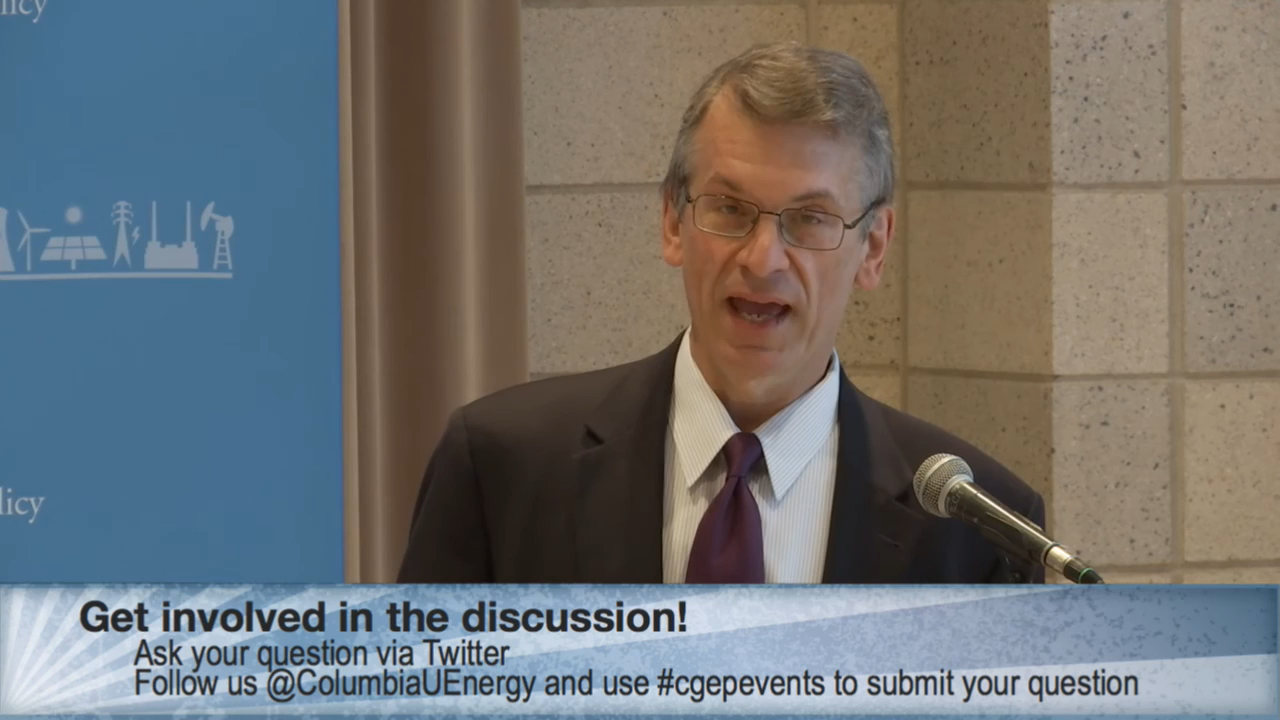 licy
licy
Get involved in the discussion!
Ask your question via Twitter
Follow us @ColumbiaUEnergy and use #cgepevents to submit your question